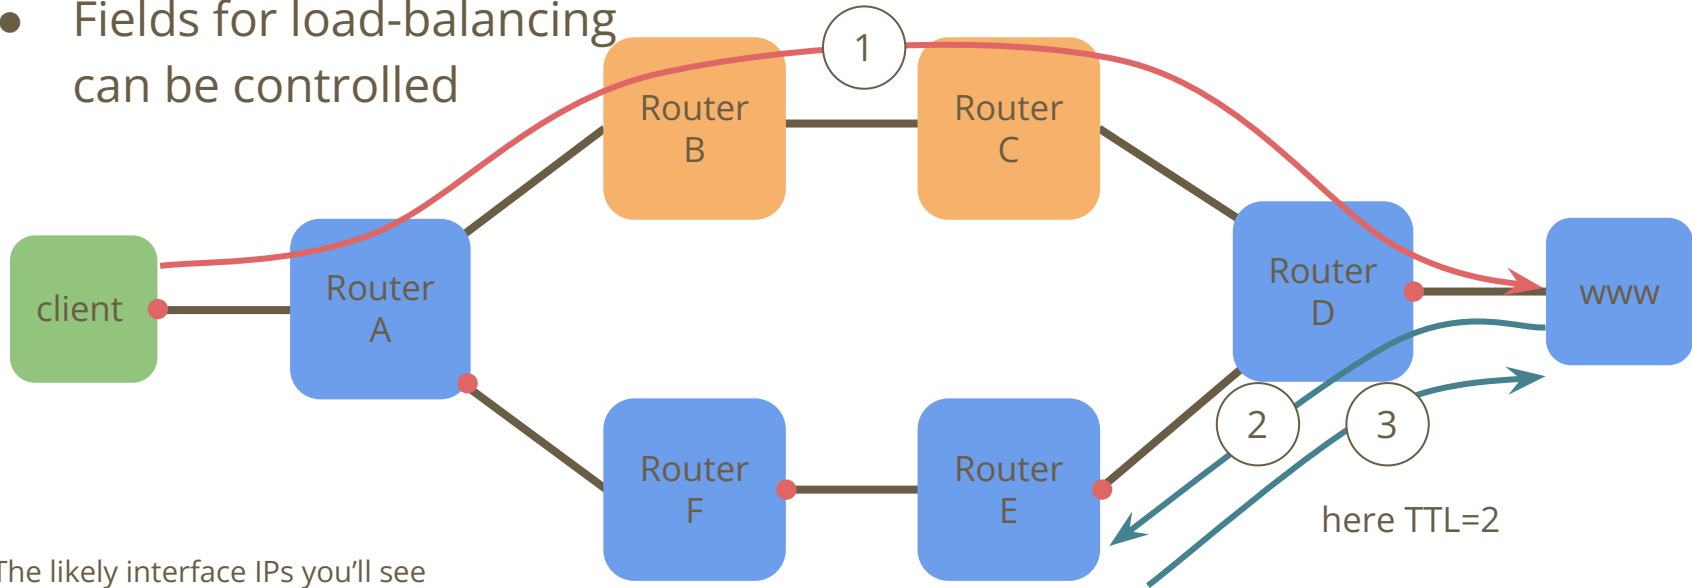 ● Fields for load-balancing
can be controlled
1
Router
B
Router
C
client
Router
A
Router
D
www
2
3
Router
F
Router
E
here TTL=2
The likely interface IPs you'll see